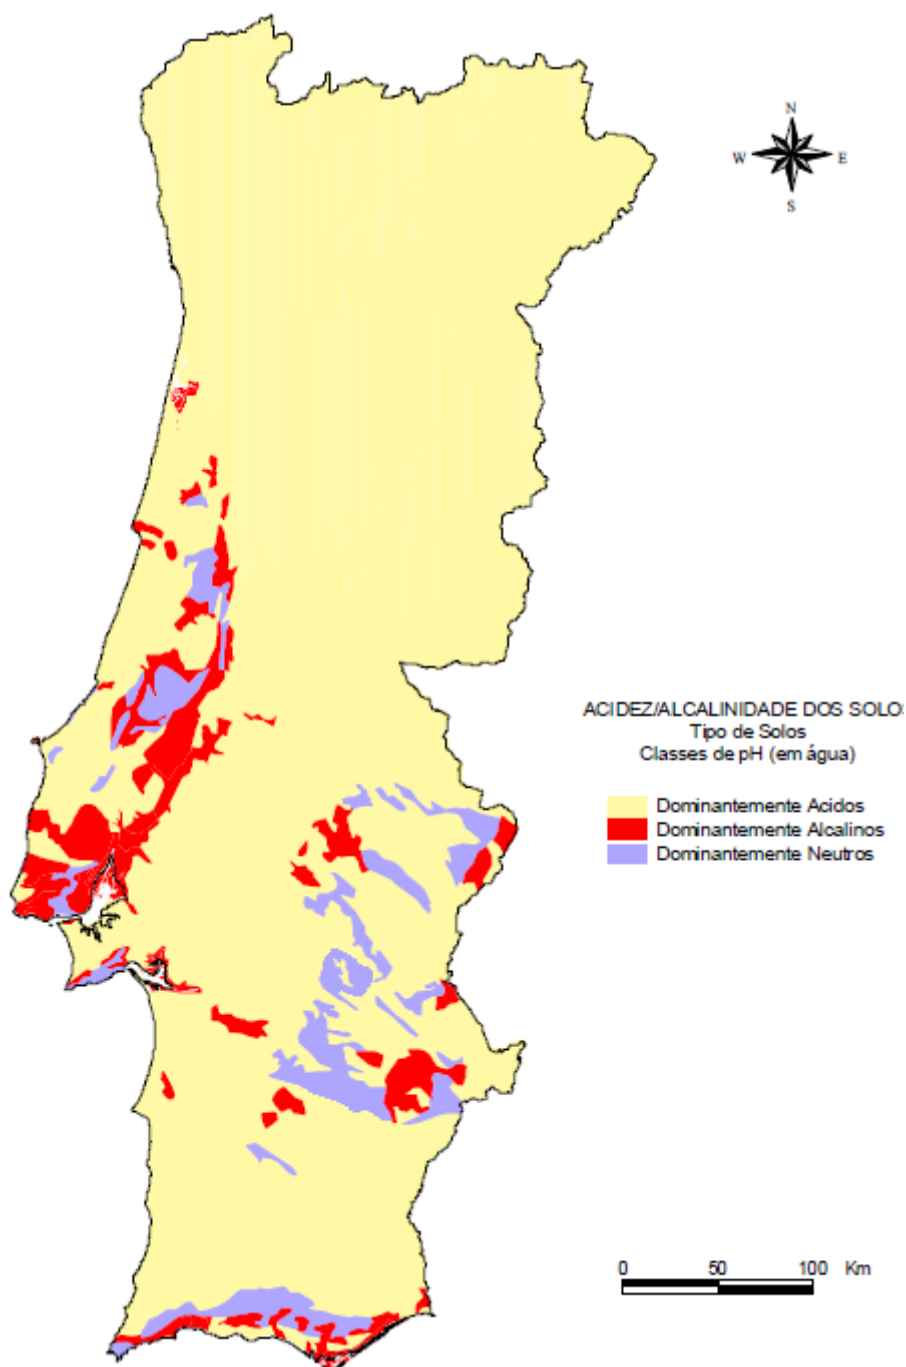 N
W E
S
ACIDEZ/ALCALINIDADE DOS SOLOS
Tipo de Solos
Classes de pH (em água)
Dominantemente Acidos
Dominantemente Alcalinos
Dominantemente Neutros
0 50 100 Km